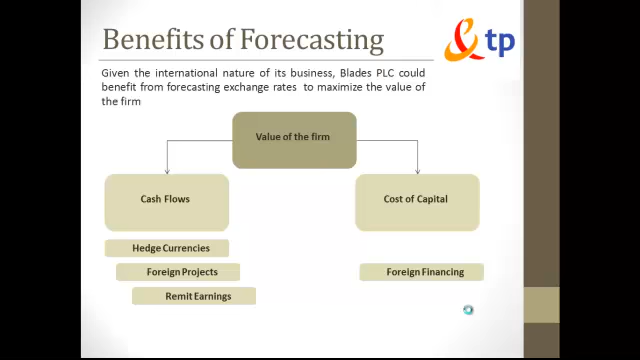 Benefits of Forecasting
tp
Given the international nature of its business, Blades PLC could
benefit from forecasting exchange rates to maximize the value of
the firm
Value of the firm
Cash Flows
Cost of Capital
Hedge Currencies
Foreign Projects
Foreign Financing
Remit Earnings